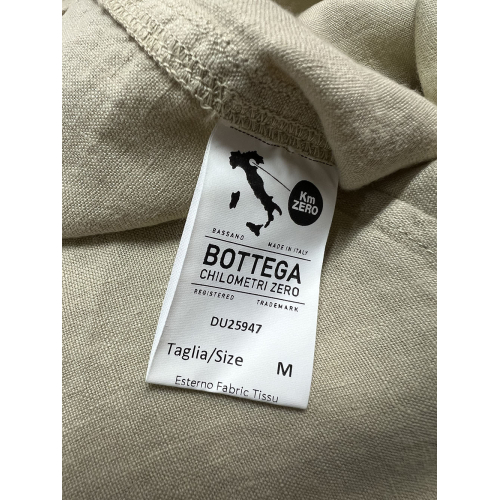 Km
ZERO
BASSANO MADE IN ITALY
BOTTEGA
CHILOMETRI ZERO
REGISTERED TRADEMARK
DU25947
Taglia/Size M
Esterno Fabric Tissu